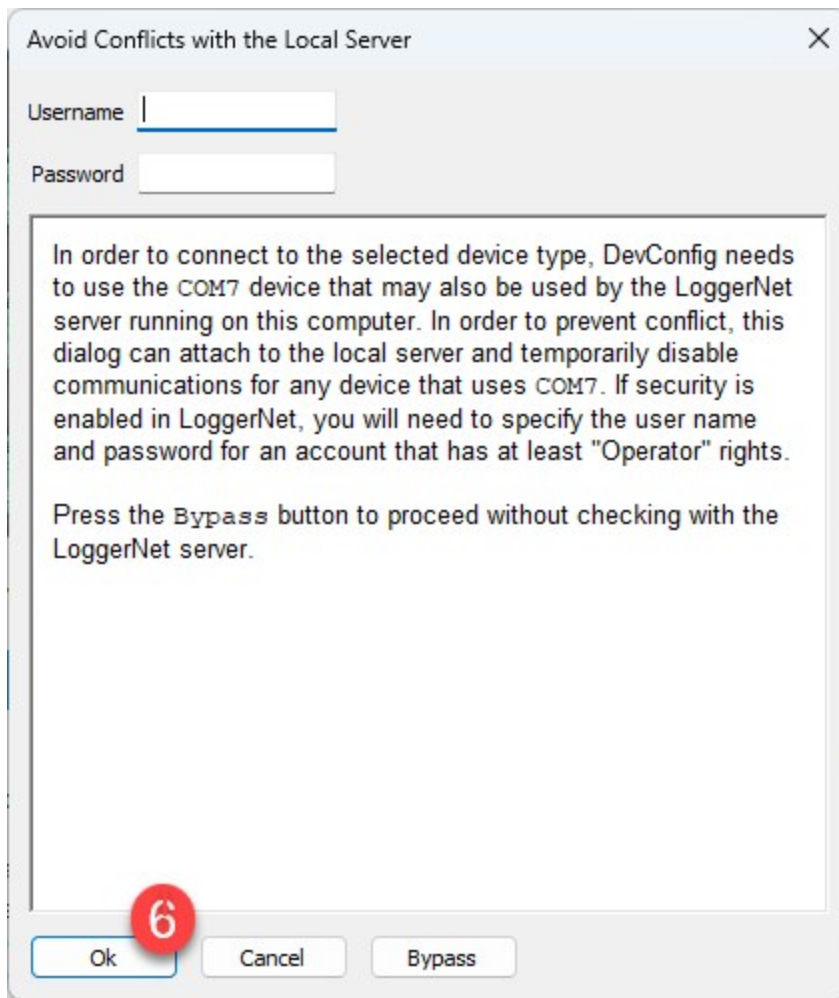 Avoid Conflicts with the Local Server
Username
Password
In order to connect to the selected device type, DevConfig needs
to use the COM7 device that may also be used by the LoggerNet
server running on this computer. In order to prevent conflict, this
dialog can attach to the local server and temporarily disable
communications for any device that uses COM7. If security is
enabled in LoggerNet, you will need to specify the user name
and password for an account that has at least "Operator" rights.
Press the Bypass button to proceed without checking with the
LoggerNet server.
6
Ok Cancel Bypass